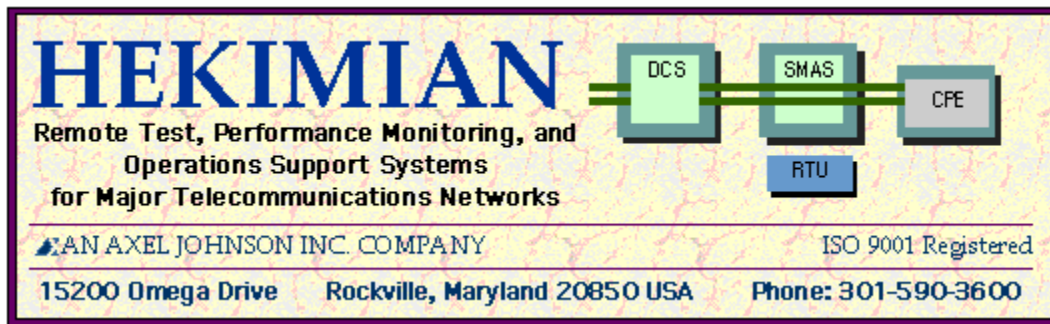 HEKIMIAN
Remote Test, Performance Monitoring, and
Operations Support Systems
for Major Telecommunications Networks
DCS
SMAS
CPE
RTU
AN AXEL JOHNSON INC. COMPANY
ISO 9001 Registered
15200 Omega Drive Rockville, Maryland 20850 USA Phone: 301-590-3600